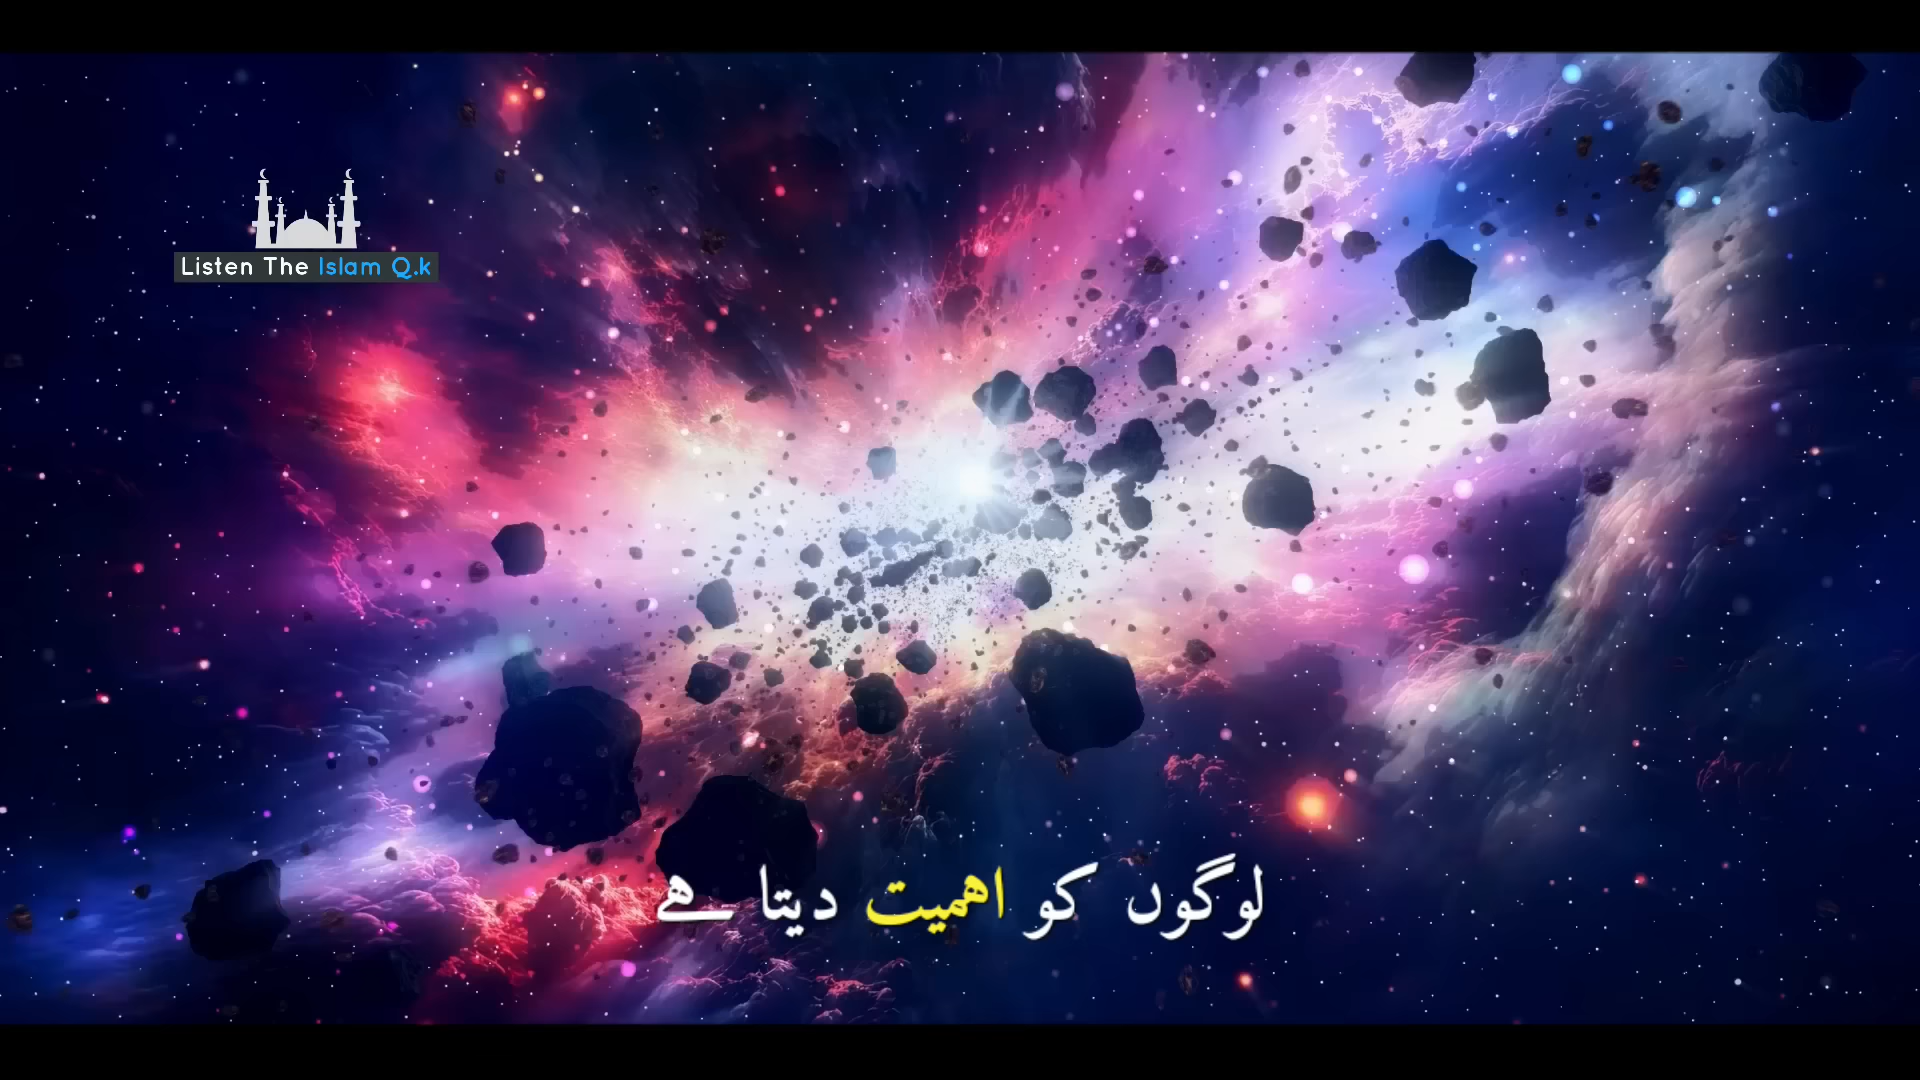 Listen The Islam Q.k
لوگوں کو اہمیت دیتا ہے